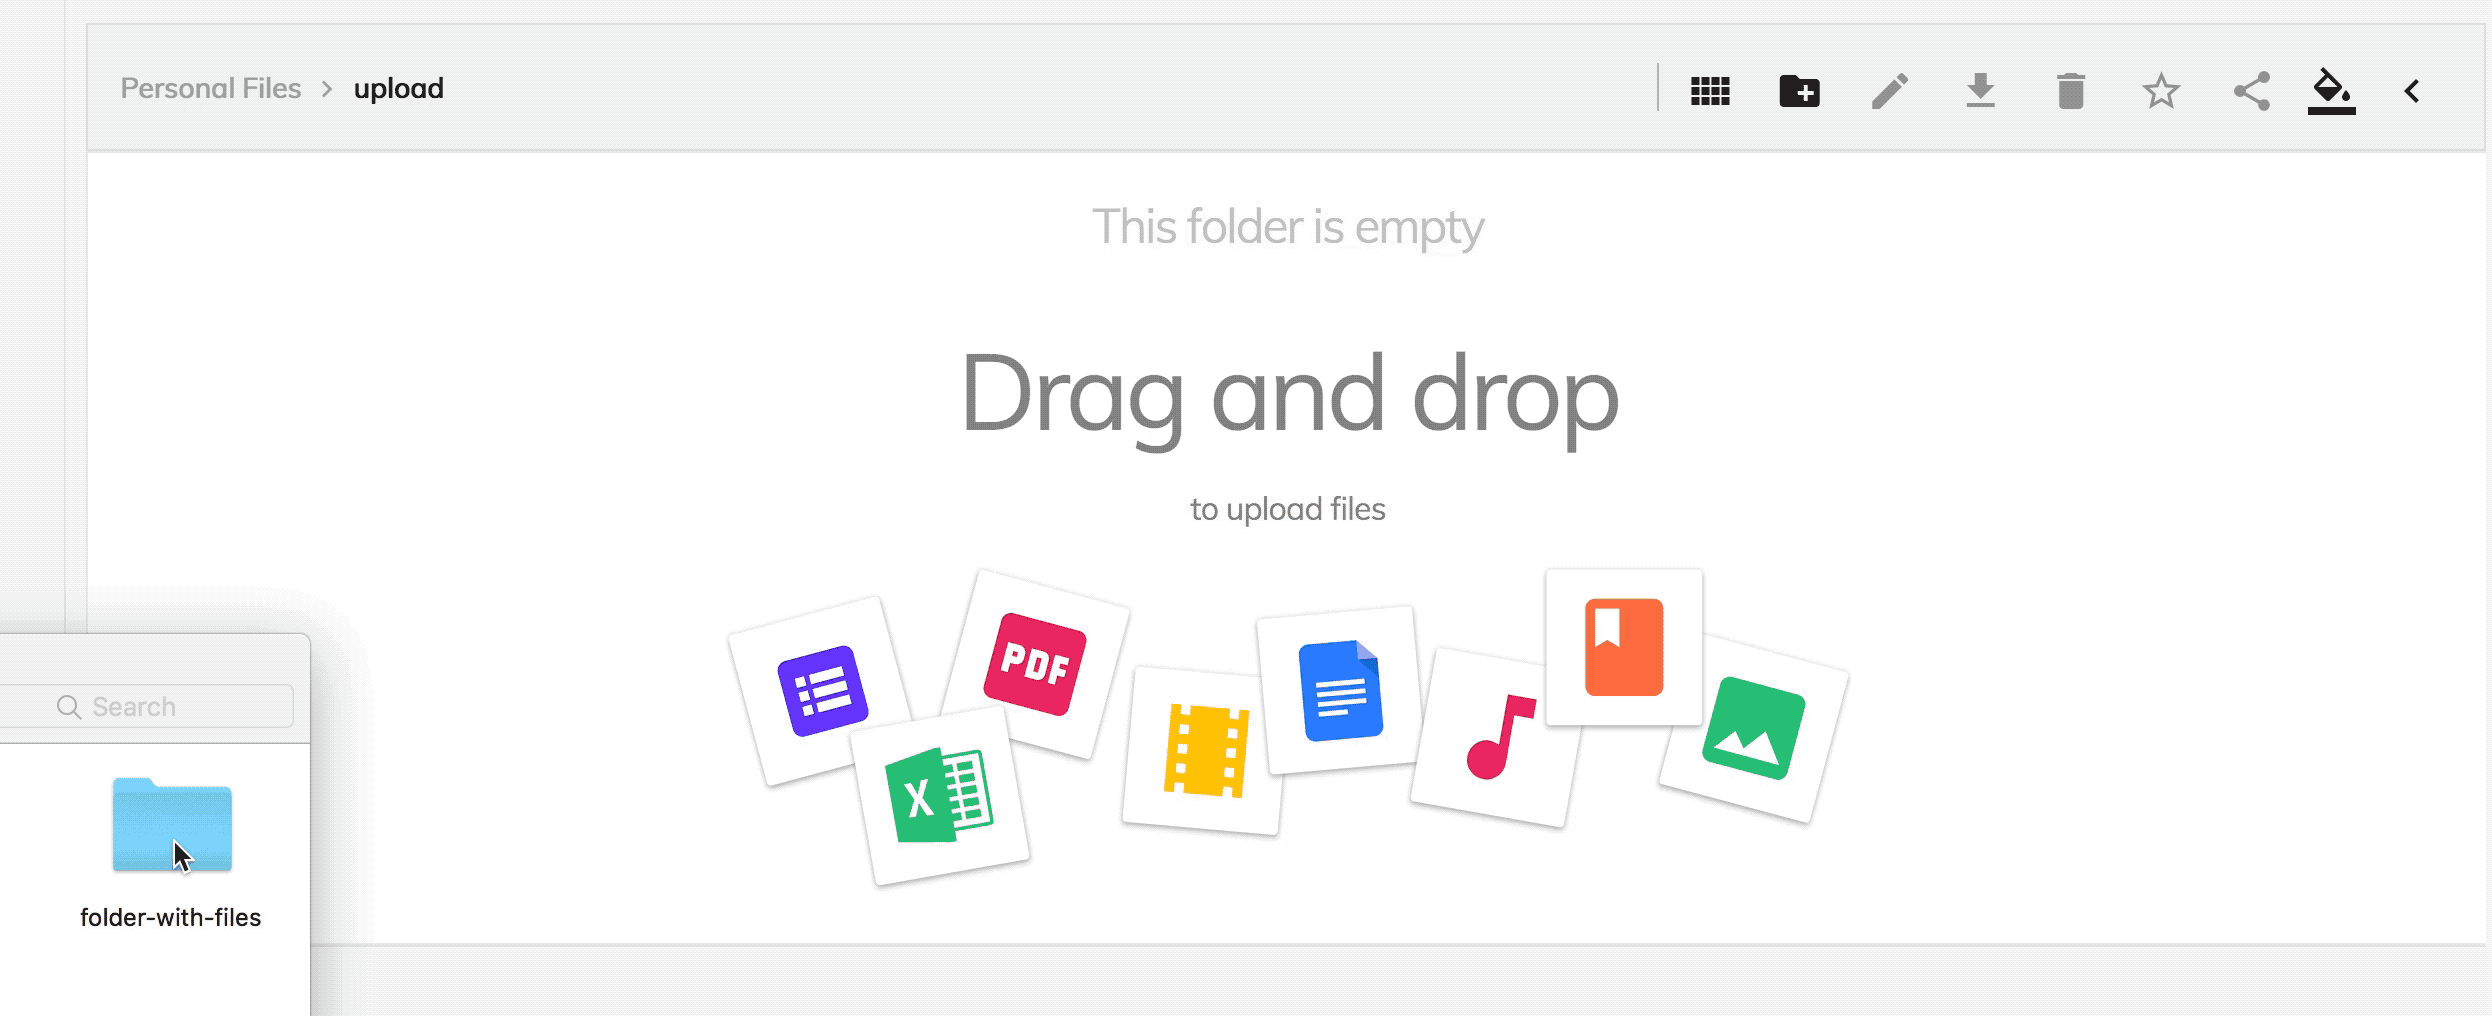 Personal Files > upload
This folder is empty
Drag and drop
to upload files
PDF
X
Search
folder-with-files